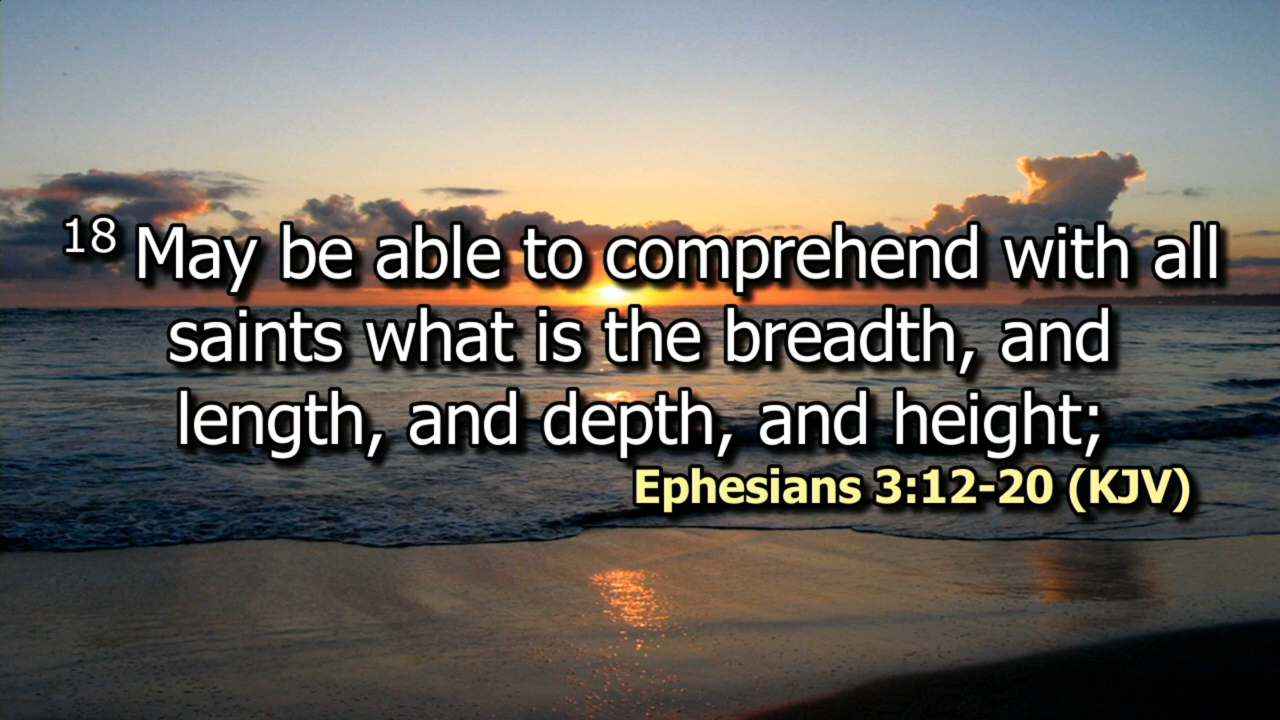 18 May be able to comprehend with all
saints what is the breadth, and
length, and depth, and height;
Ephesians 3:12-20 (KJV)